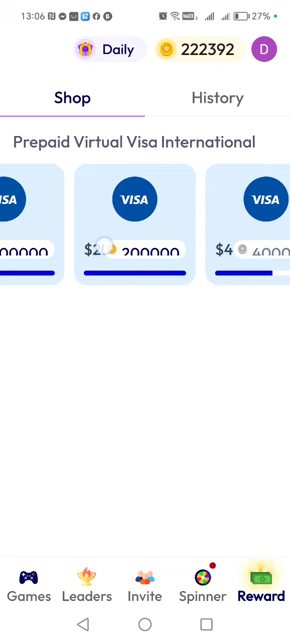 13:06 27%
Daily 222392 D
Shop History
Prepaid Virtual Visa International
VISA VISA VISA
200000 $4
Games Leaders Invite Spinner Reward